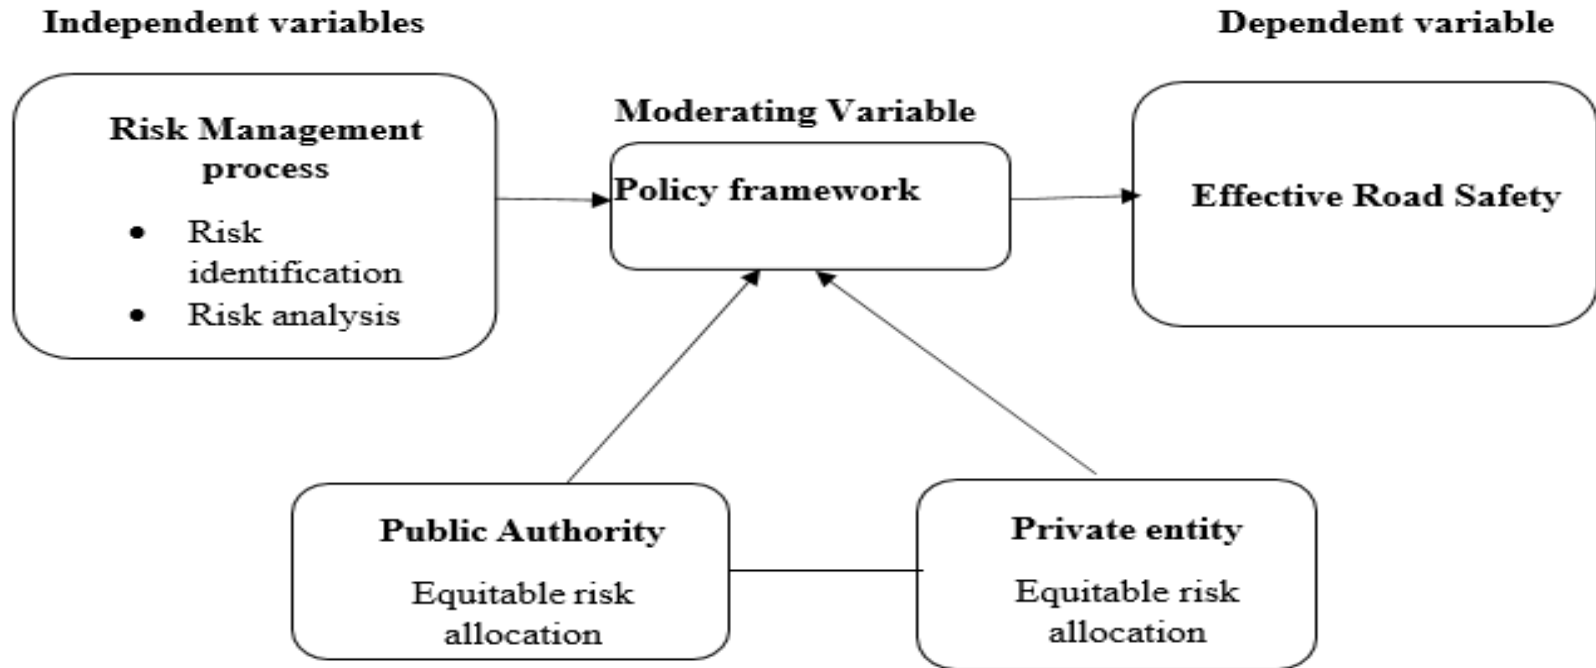 Independent variables
Dependent variable
Risk Management
process
• Risk
identification
• Risk analysis
Moderating Variable
Policy framework
Effective Road Safety
Public Authority
Equitable risk
allocation
Private entity
Equitable risk
allocation